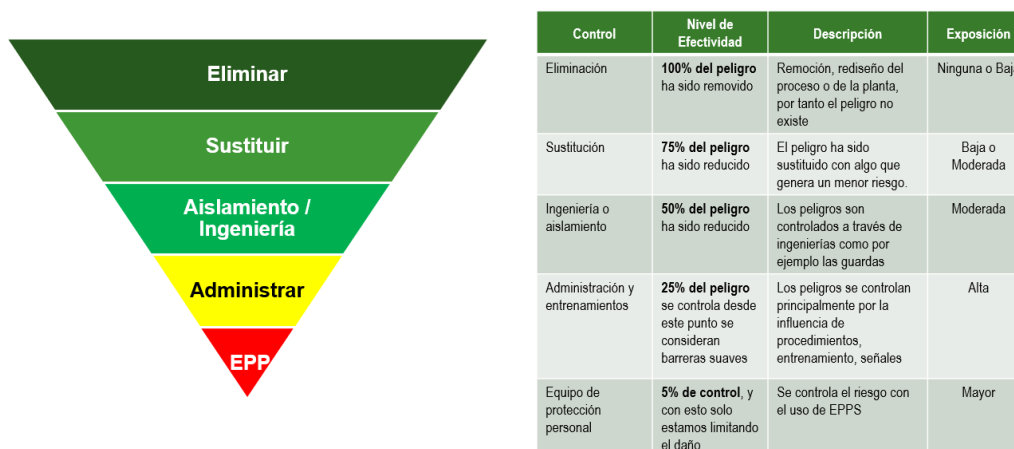 Eliminar
Sustituir
Aislamiento /
Ingeniería
Administrar
EPP
Control
Nivel de
Efectividad
Descripción
Exposición
Eliminación
100% del peligro
ha sido removido
Remoción, rediseño del
proceso o de la planta,
por tanto el peligro no
existe
Ninguna o Baja
Sustitución
75% del peligro
ha sido reducido
El peligro ha sido
sustituido con algo que
genera un menor riesgo.
Baja o
Moderada
Ingeniería o
aislamiento
50% del peligro
ha sido reducido
Los peligros son
controlados a través de
ingenierías como por
ejemplo las guardas
Moderada
Administración y
entrenamientos
25% del peligro
se controla desde
este punto se
consideran
barreras suaves
Los peligros se controlan
principalmente por la
influencia de
procedimientos,
entrenamiento, señales
Alta
Equipo de
protección
personal
5% de control, y
con esto solo
estamos limitando
el daño
Se controla el riesgo con
el uso de EPPS
Mayor